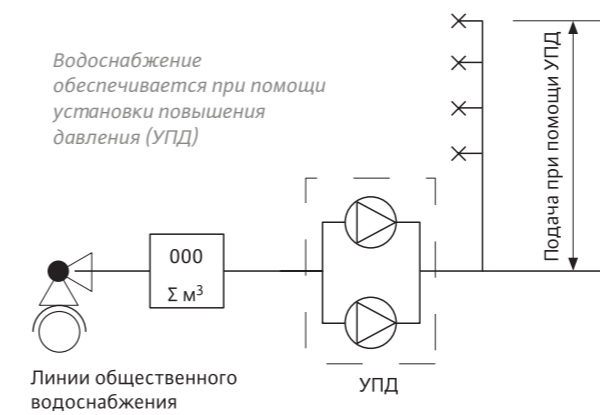 Водоснабжение
обеспечивается при помощи
установки повышения
давления (УПД)
Подача при помощи УПД
000
Σ м³
УПД
Линии общественного
водоснабжения